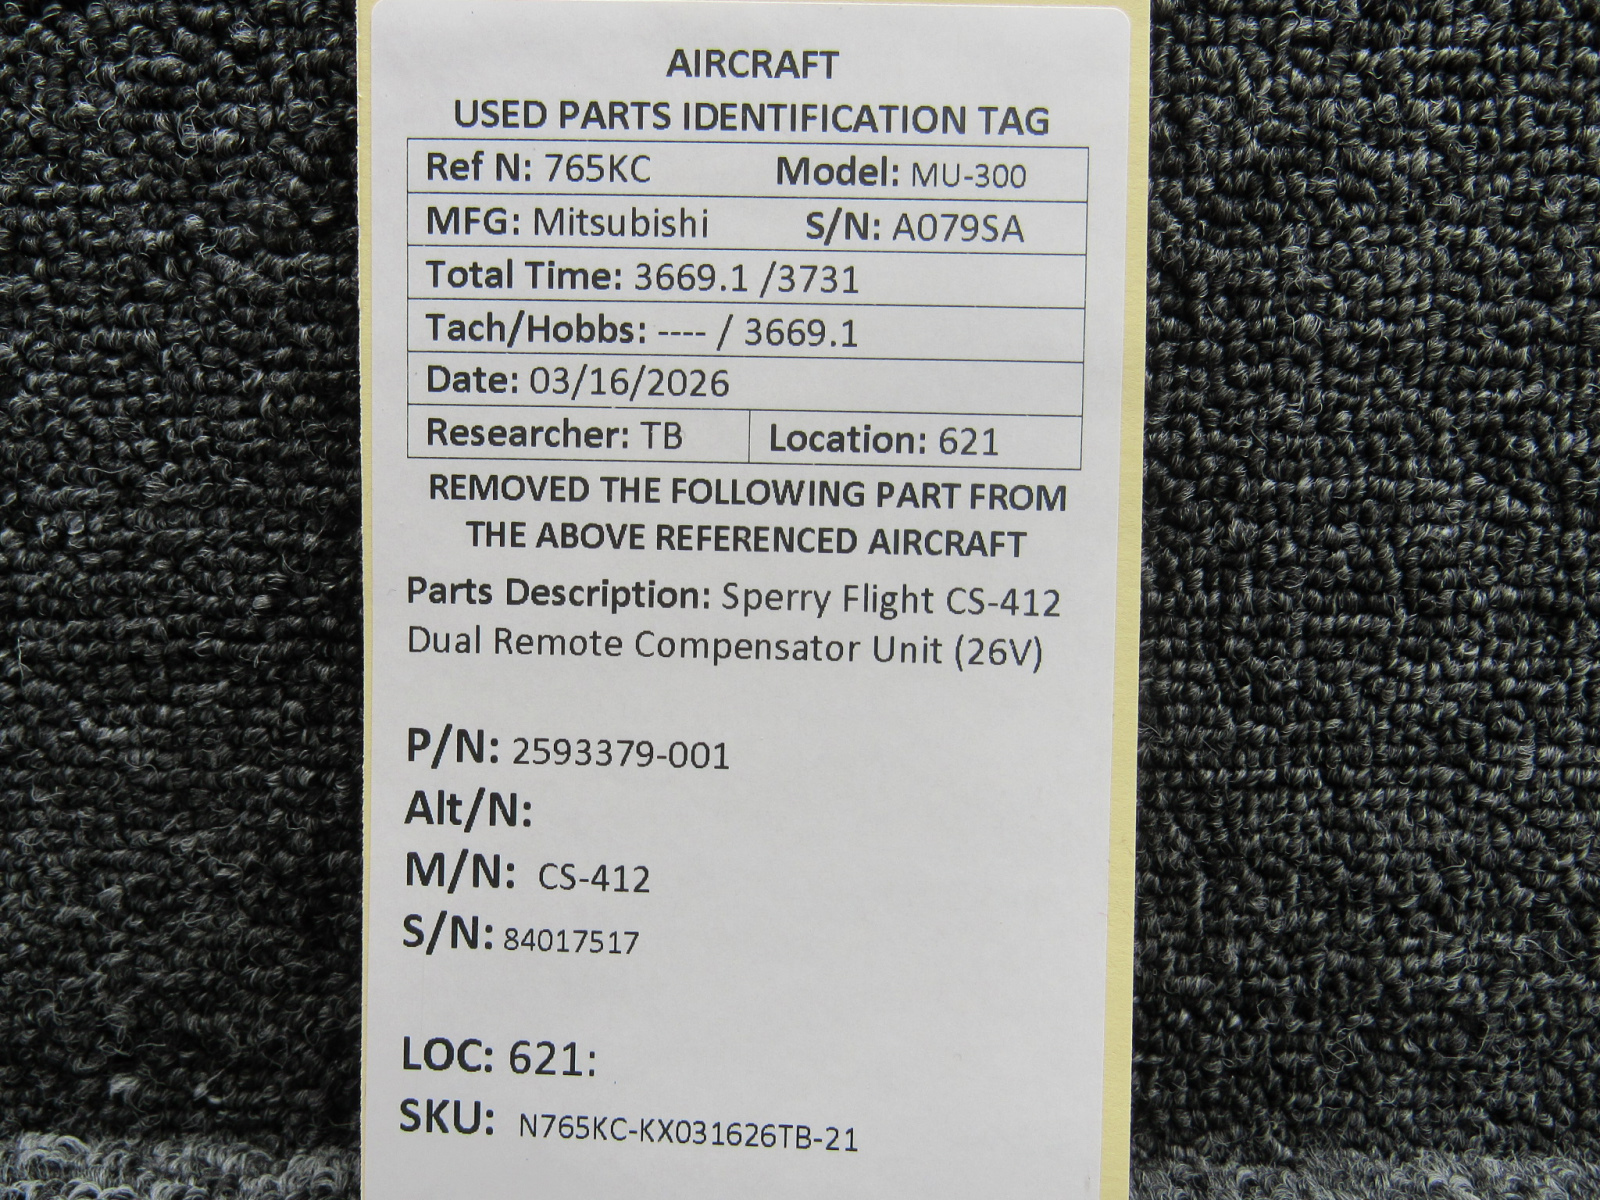 AIRCRAFT
USED PARTS IDENTIFICATION TAG
Ref N: 765KC Model: MU-300
MFG: Mitsubishi S/N: A079SA
Total Time: 3669.1 /3731
Tach/Hobbs: ---- / 3669.1
Date: 03/16/2026
Researcher: TB Location: 621
REMOVED THE FOLLOWING PART FROM
THE ABOVE REFERENCED AIRCRAFT
Parts Description: Sperry Flight CS-412
Dual Remote Compensator Unit (26V)
P/N: 2593379-001
Alt/N:
M/N: CS-412
S/N: 84017517
LOC: 621:
SKU: N765KC-KX031626TB-21